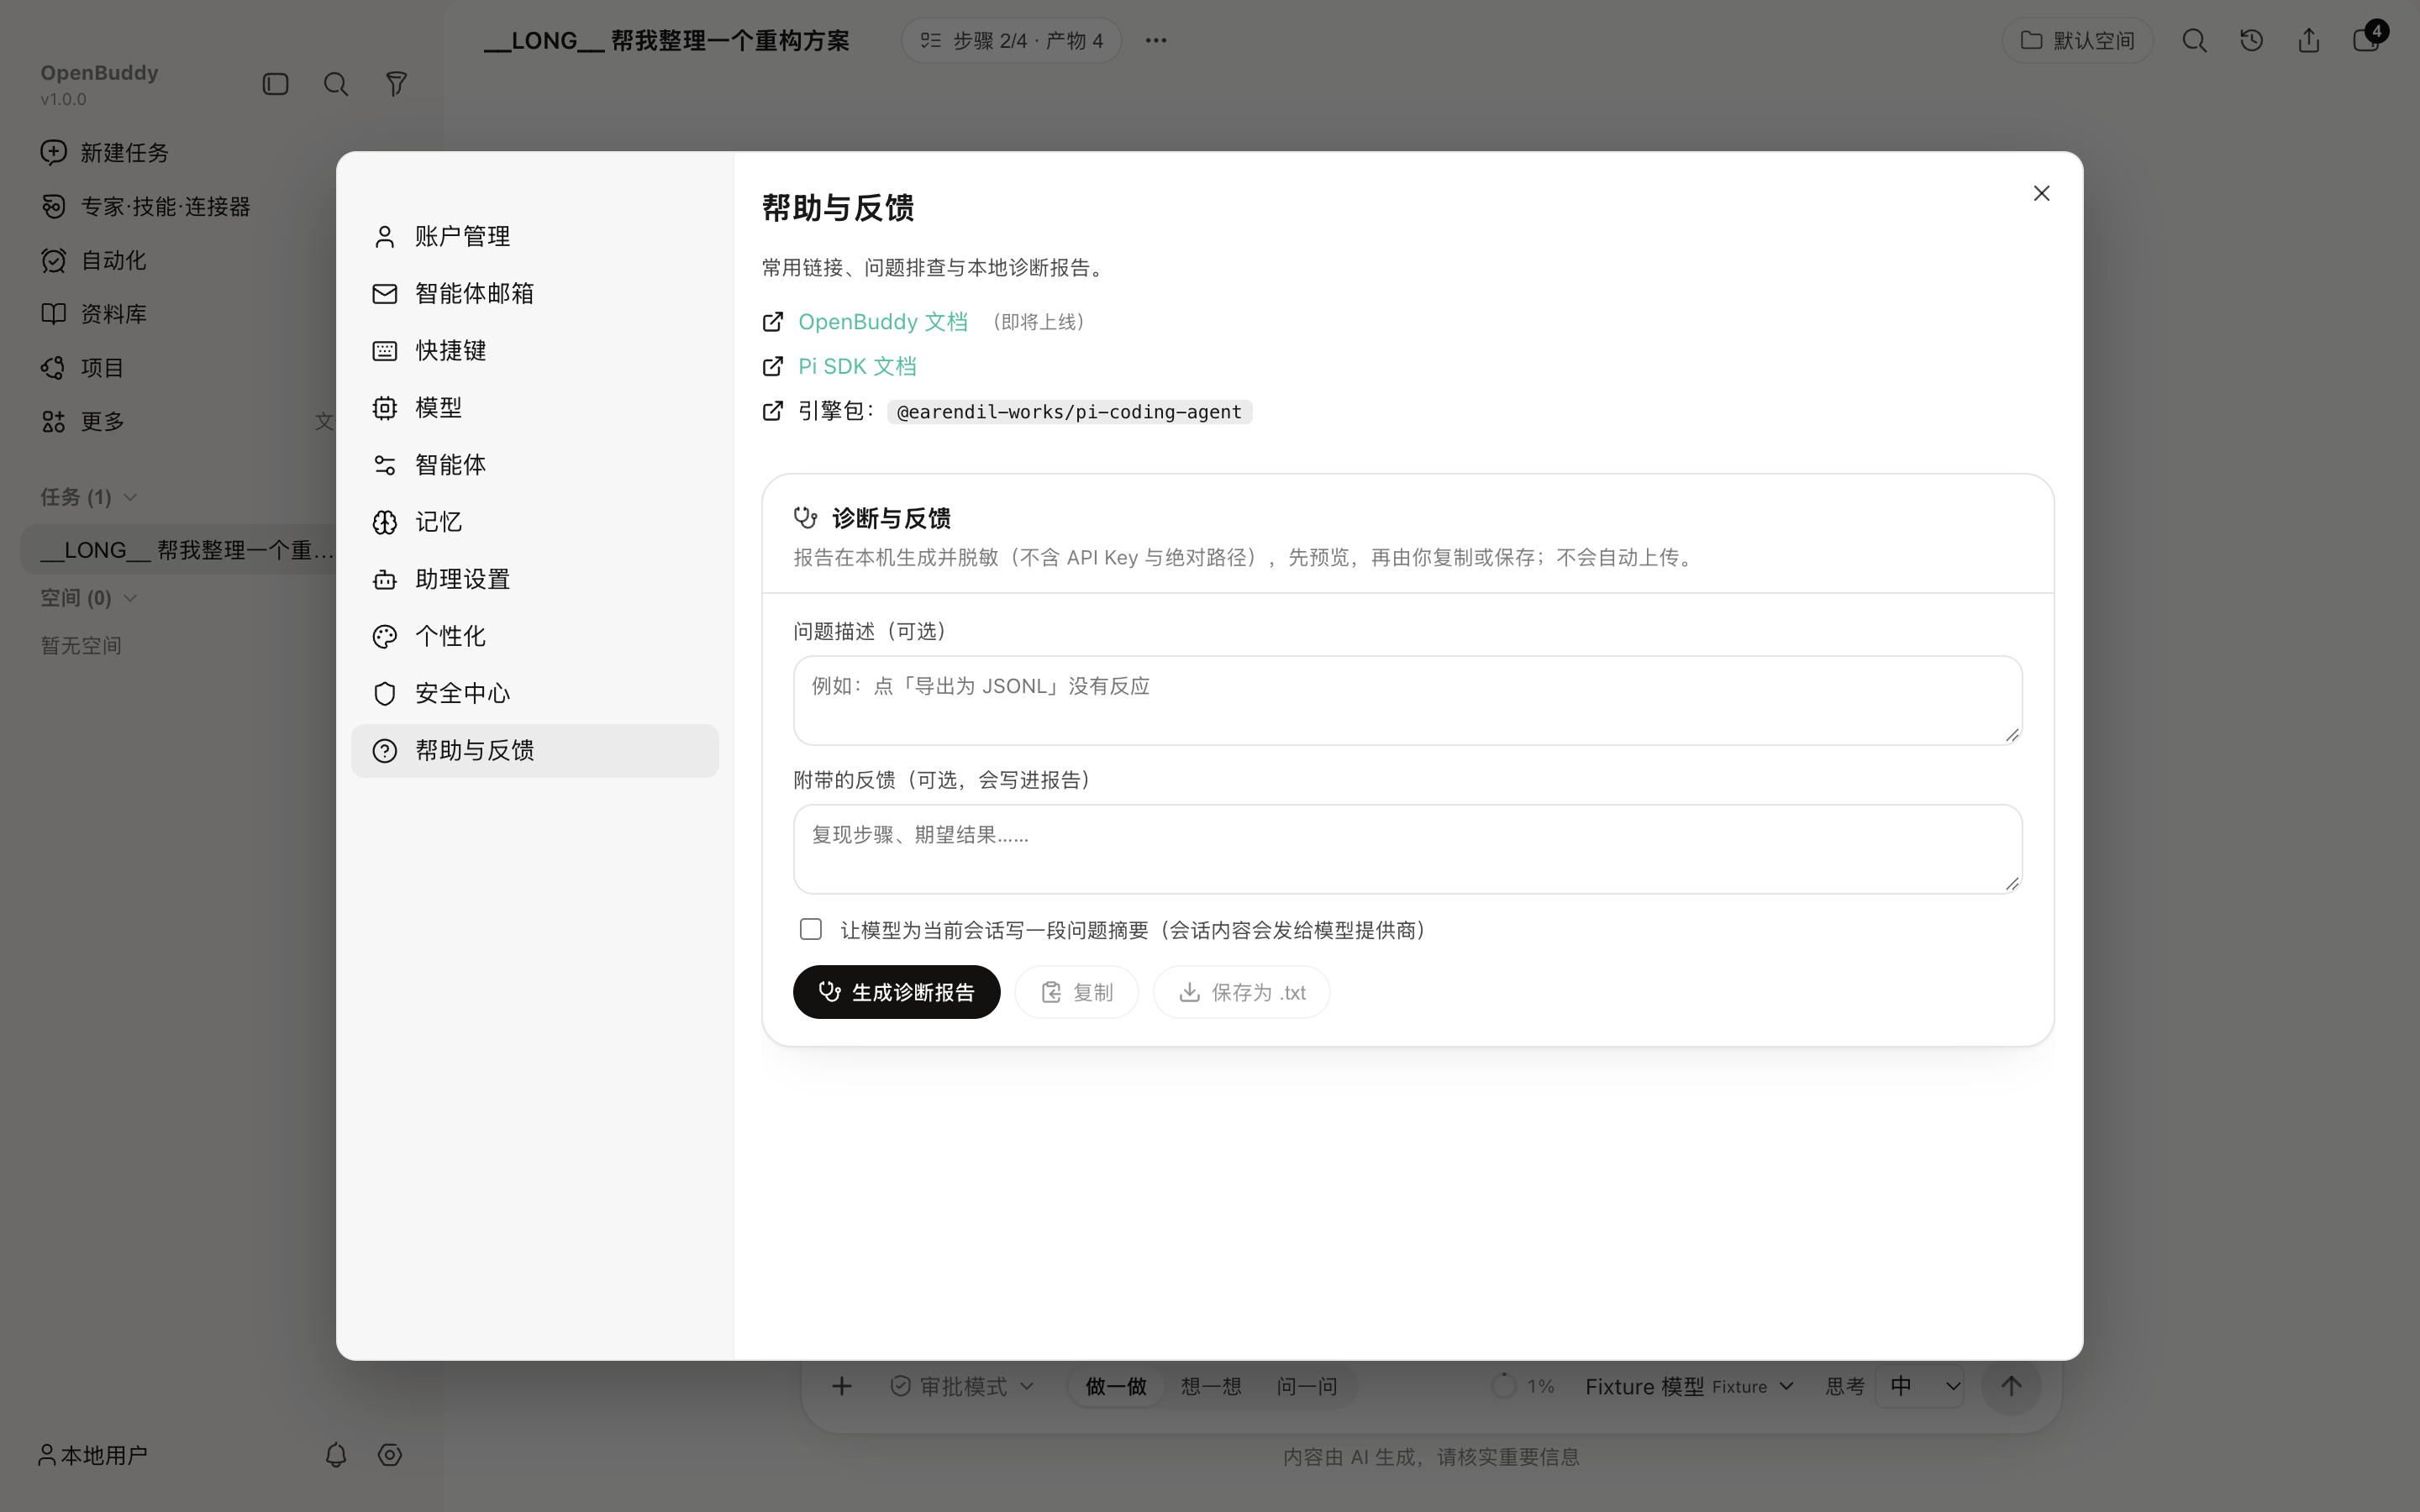 OpenBuddy
v1.0.0
新建任务
专家·技能·连接器
自动化
资料库
项目
更多
文
任务 (1)
__LONG__ 帮我整理一个重…
空间 (0)
暂无空间
本地用户
__LONG__ 帮我整理一个重构方案
步骤 2/4 · 产物 4
默认空间
4
账户管理
智能体邮箱
快捷键
模型
智能体
记忆
助理设置
个性化
安全中心
帮助与反馈
帮助与反馈
常用链接、问题排查与本地诊断报告。
OpenBuddy 文档 （即将上线）
Pi SDK 文档
引擎包： @earendil-works/pi-coding-agent
诊断与反馈
报告在本机生成并脱敏（不含 API Key 与绝对路径），先预览，再由你复制或保存；不会自动上传。
问题描述（可选）
例如：点「导出为 JSONL」没有反应
附带的反馈（可选，会写进报告）
复现步骤、期望结果……
让模型为当前会话写一段问题摘要（会话内容会发给模型提供商）
生成诊断报告
复制
保存为 .txt
审批模式
做一做
想一想
问一问
1%
Fixture 模型 Fixture
思考
中
内容由 AI 生成，请核实重要信息